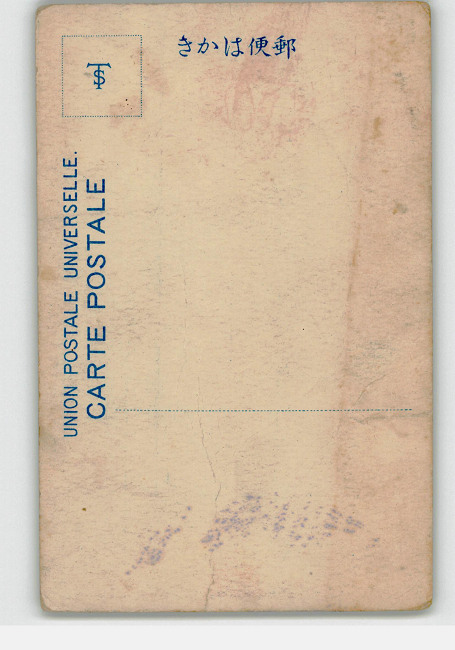 きかは便郵
UNION POSTALE UNIVERSELLE.
CARTE POSTALE